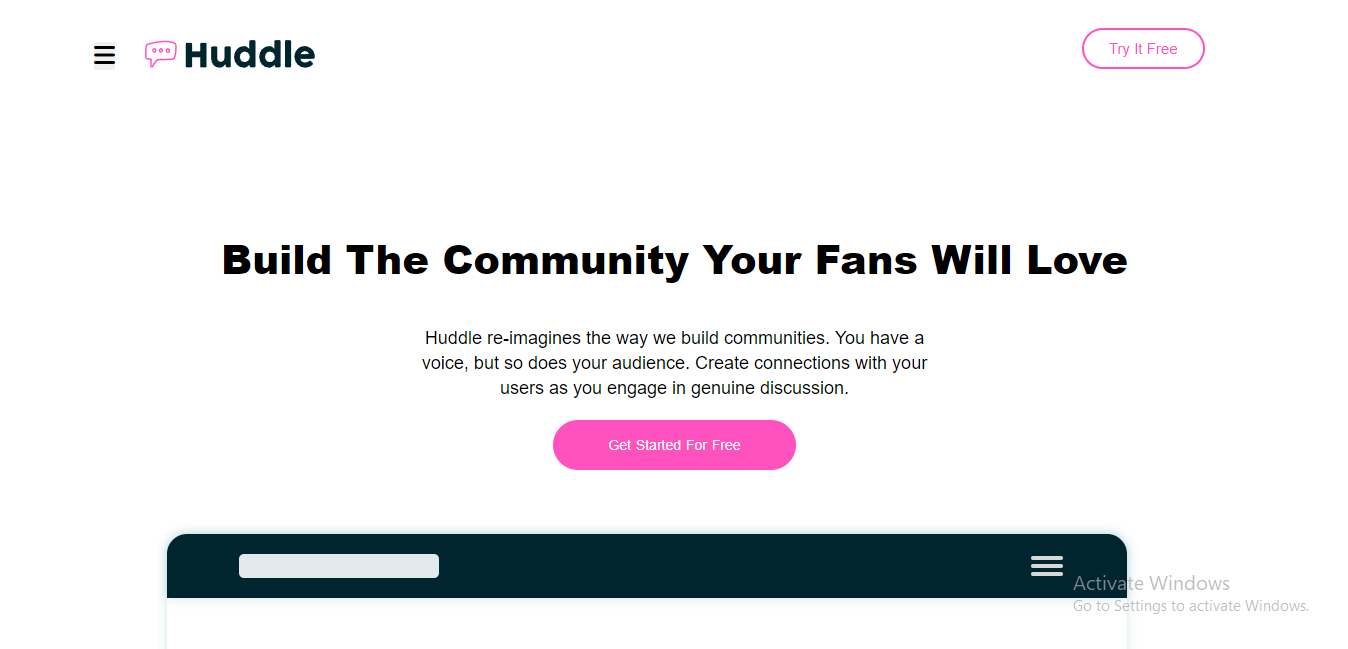 Huddle
Try It Free
Build The Community Your Fans Will Love
Huddle re-imagines the way we build communities. You have a
voice, but so does your audience. Create connections with your
users as you engage in genuine discussion.
Get Started For Free
Activate Windows
Go to Settings to activate Windows.